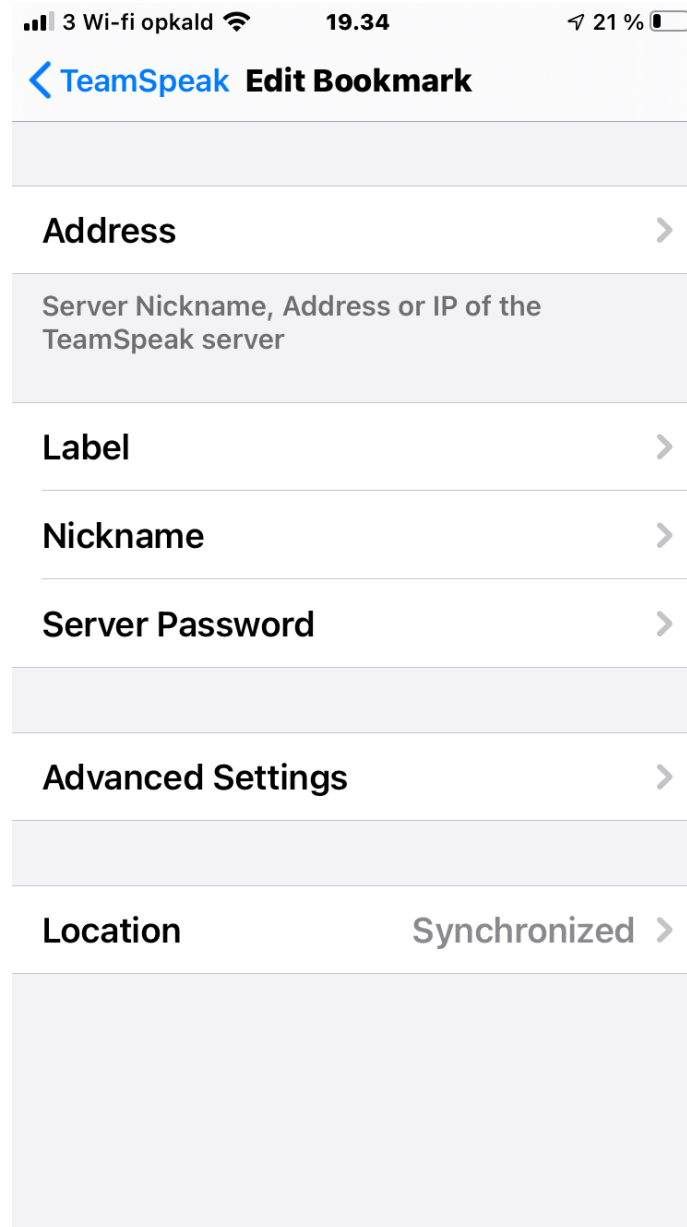 3 Wi-fi opkald 19.34 21 %
TeamSpeak Edit Bookmark
Address
Server Nickname, Address or IP of the
TeamSpeak server
Label
Nickname
Server Password
Advanced Settings
Location Synchronized